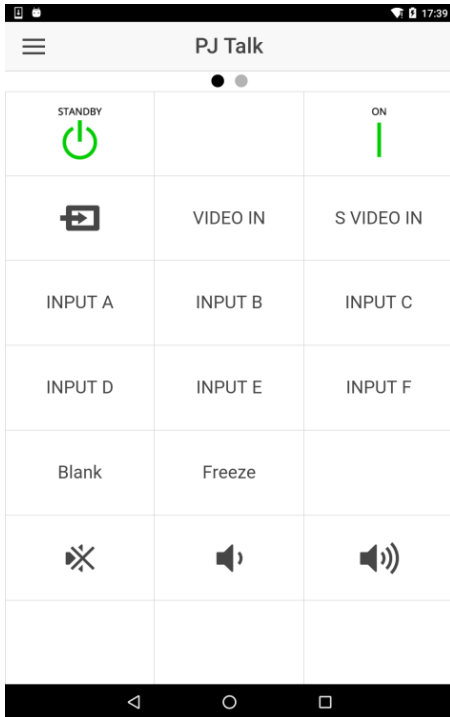 17:39
PJ Talk
STANDBY
ON
VIDEO IN
S VIDEO IN
INPUT A
INPUT B
INPUT C
INPUT D
INPUT E
INPUT F
Blank
Freeze